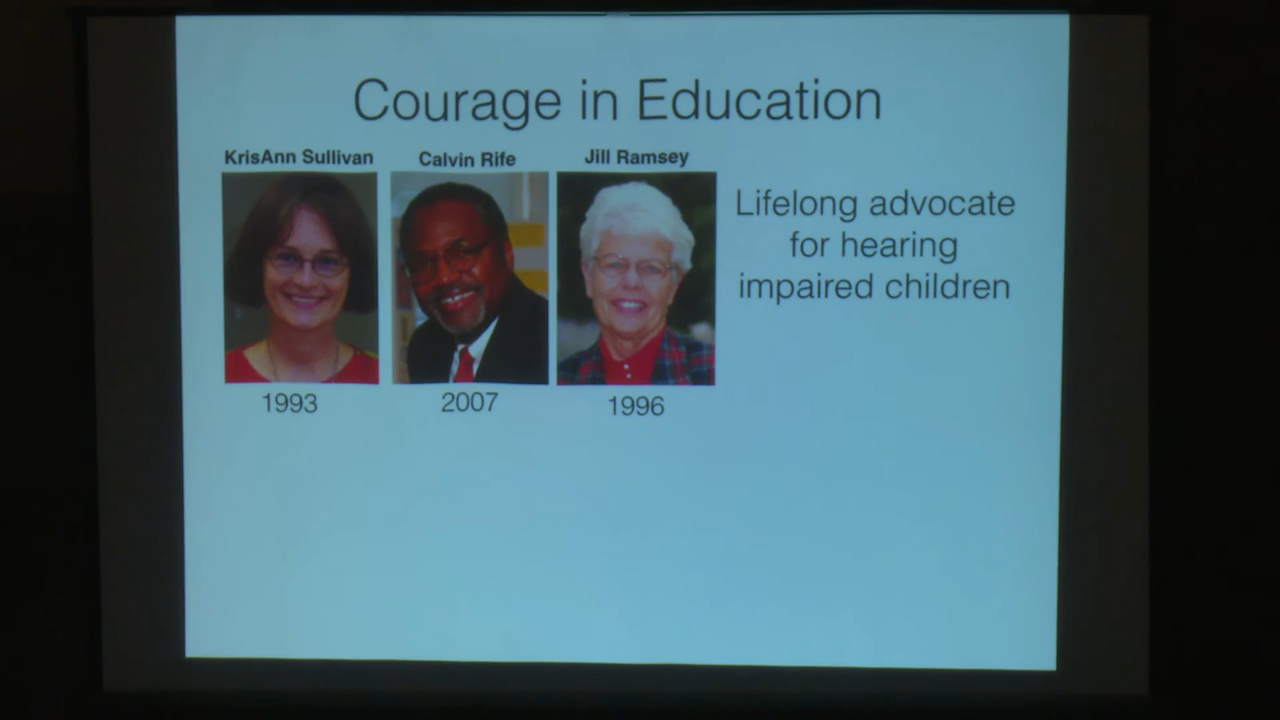 Courage in Education
KrisAnn Sullivan
Calvin Rife
Jill Ramsey
Lifelong advocate
for hearing
impaired children
1993
2007
1996